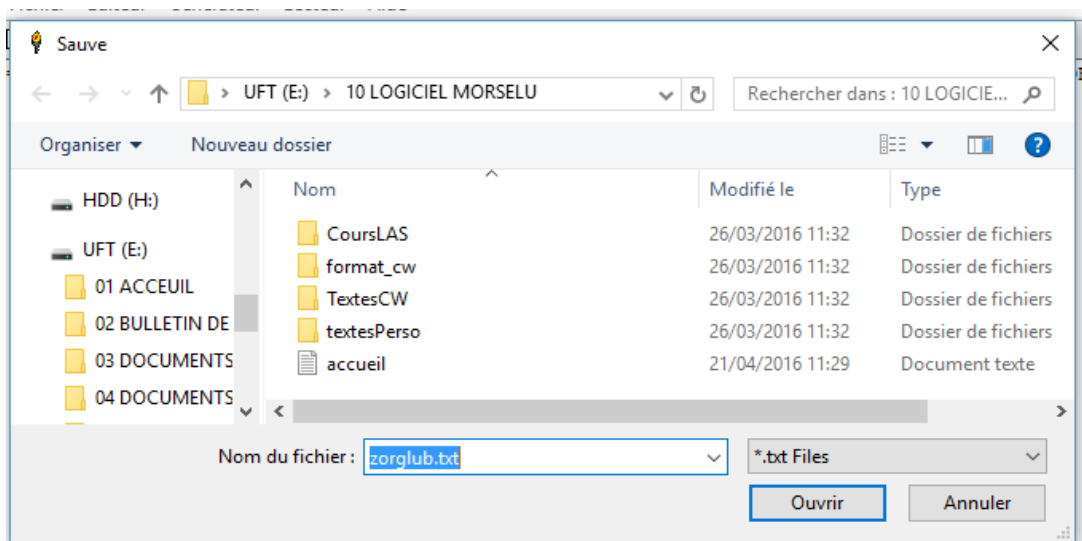 Sauve
UFT (E:) > 10 LOGICIEL MORSELU
Rechercher dans : 10 LOGICIE...
Organiser
Nouveau dossier
HDD (H:)
UFT (E:)
01 ACCEUIL
02 BULLETIN DE
03 DOCUMENTS
04 DOCUMENTS
Nom Modifié le Type
CoursLAS 26/03/2016 11:32 Dossier de fichiers
format_cw 26/03/2016 11:32 Dossier de fichiers
TextesCW 26/03/2016 11:32 Dossier de fichiers
textesPerso 26/03/2016 11:32 Dossier de fichiers
accueil 21/04/2016 11:29 Document texte
Nom du fichier : zorglub.txt
*.txt Files
Ouvrir Annuler